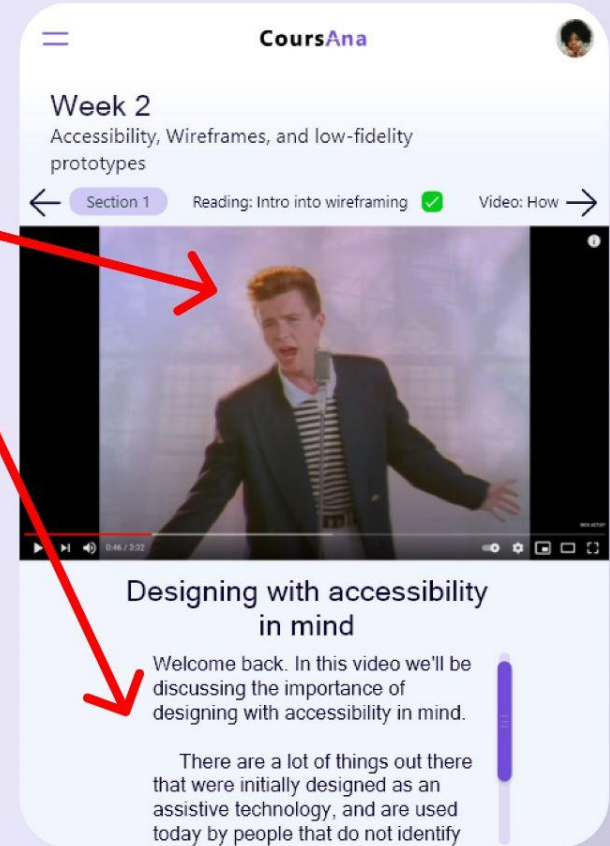 CoursAna
Week 2
Accessibility, Wireframes, and low-fidelity
prototypes
Section 1
Reading: Intro into wireframing
Video: How
0:46 / 3:32
Designing with accessibility
in mind
Welcome back. In this video we'll be
discussing the importance of
designing with accessibility in mind.
There are a lot of things out there
that were initially designed as an
assistive technology, and are used
today by people that do not identify